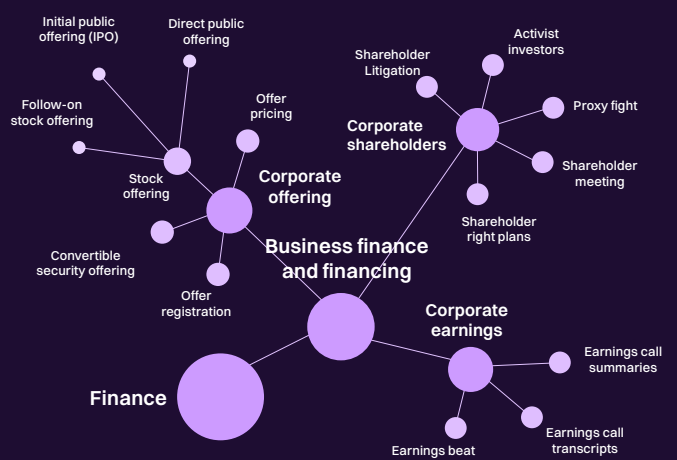 Initial public
offering (IPO)
Direct public
offering
Activist
investors
Shareholder
Litigation
Follow-on
stock offering
Offer
pricing
Proxy fight
Corporate
shareholders
Stock
offering
Corporate
offering
Shareholder
meeting
Shareholder
right plans
Convertible
security offering
Business finance
and financing
Offer
registration
Corporate
earnings
Earnings call
summaries
Finance
Earnings call
transcripts
Earnings beat